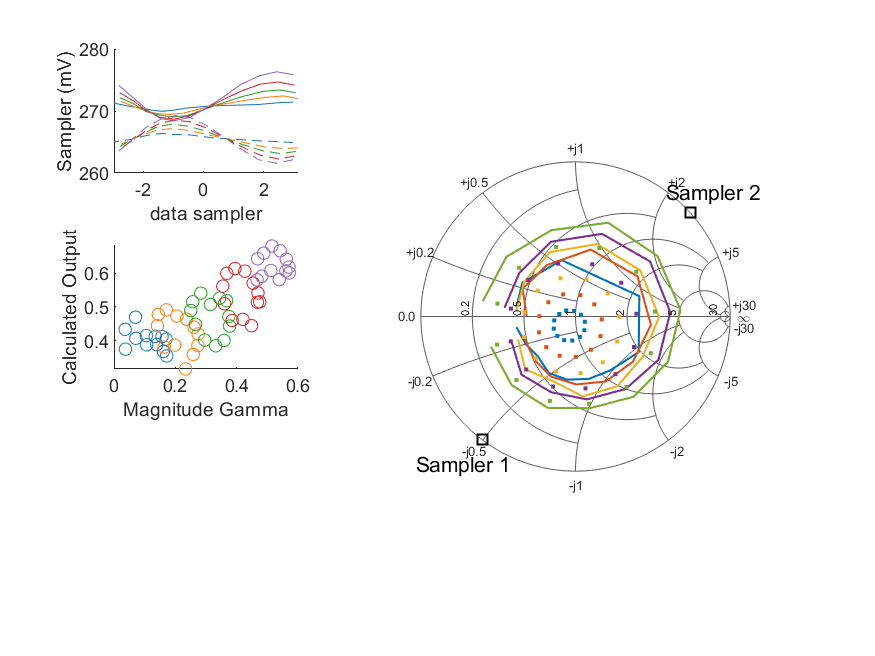 280
270
260
Sampler (mV)
-2 0 2
data sampler
0.6
0.5
0.4
Calculated Output
0 0.2 0.4 0.6
Magnitude Gamma
+j1
+j0.5
+j2
Sampler 2
+j0.2
+j5
0.0
0.2
0.5
1
2
5
30
+j30
∞
-j30
-j0.2
-j5
-j0.5
-j2
Sampler 1
-j1